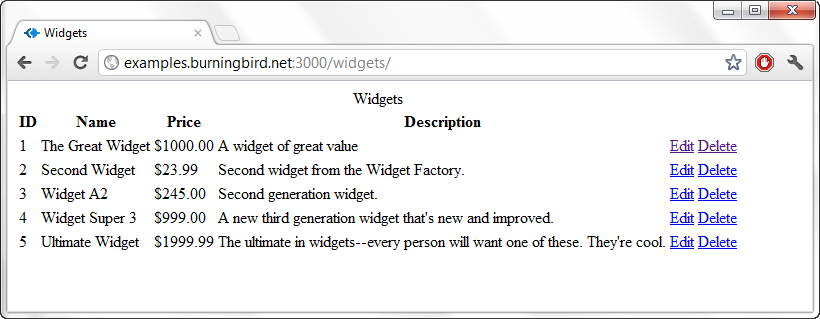 Widgets
examples.burningbird.net:3000/widgets/
Widgets
ID Name Price Description
1 The Great Widget $1000.00 A widget of great value Edit Delete
2 Second Widget $23.99 Second widget from the Widget Factory. Edit Delete
3 Widget A2 $245.00 Second generation widget. Edit Delete
4 Widget Super 3 $999.00 A new third generation widget that's new and improved. Edit Delete
5 Ultimate Widget $1999.99 The ultimate in widgets--every person will want one of these. They're cool. Edit Delete